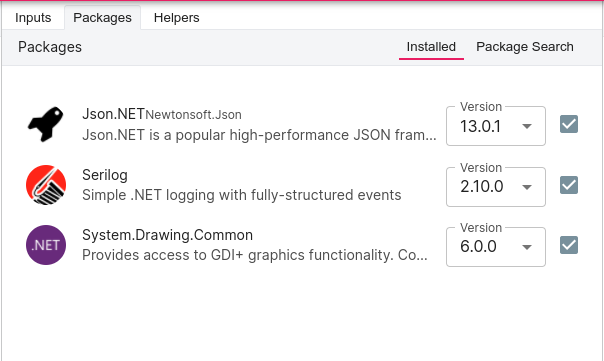 Inputs Packages Helpers
Packages Installed Package Search
Json.NETNewtonsoft.Json
Json.NET is a popular high-performance JSON fram...
Version
13.0.1
Serilog
Simple .NET logging with fully-structured events
Version
2.10.0
.NET
System.Drawing.Common
Provides access to GDI+ graphics functionality. Co...
Version
6.0.0